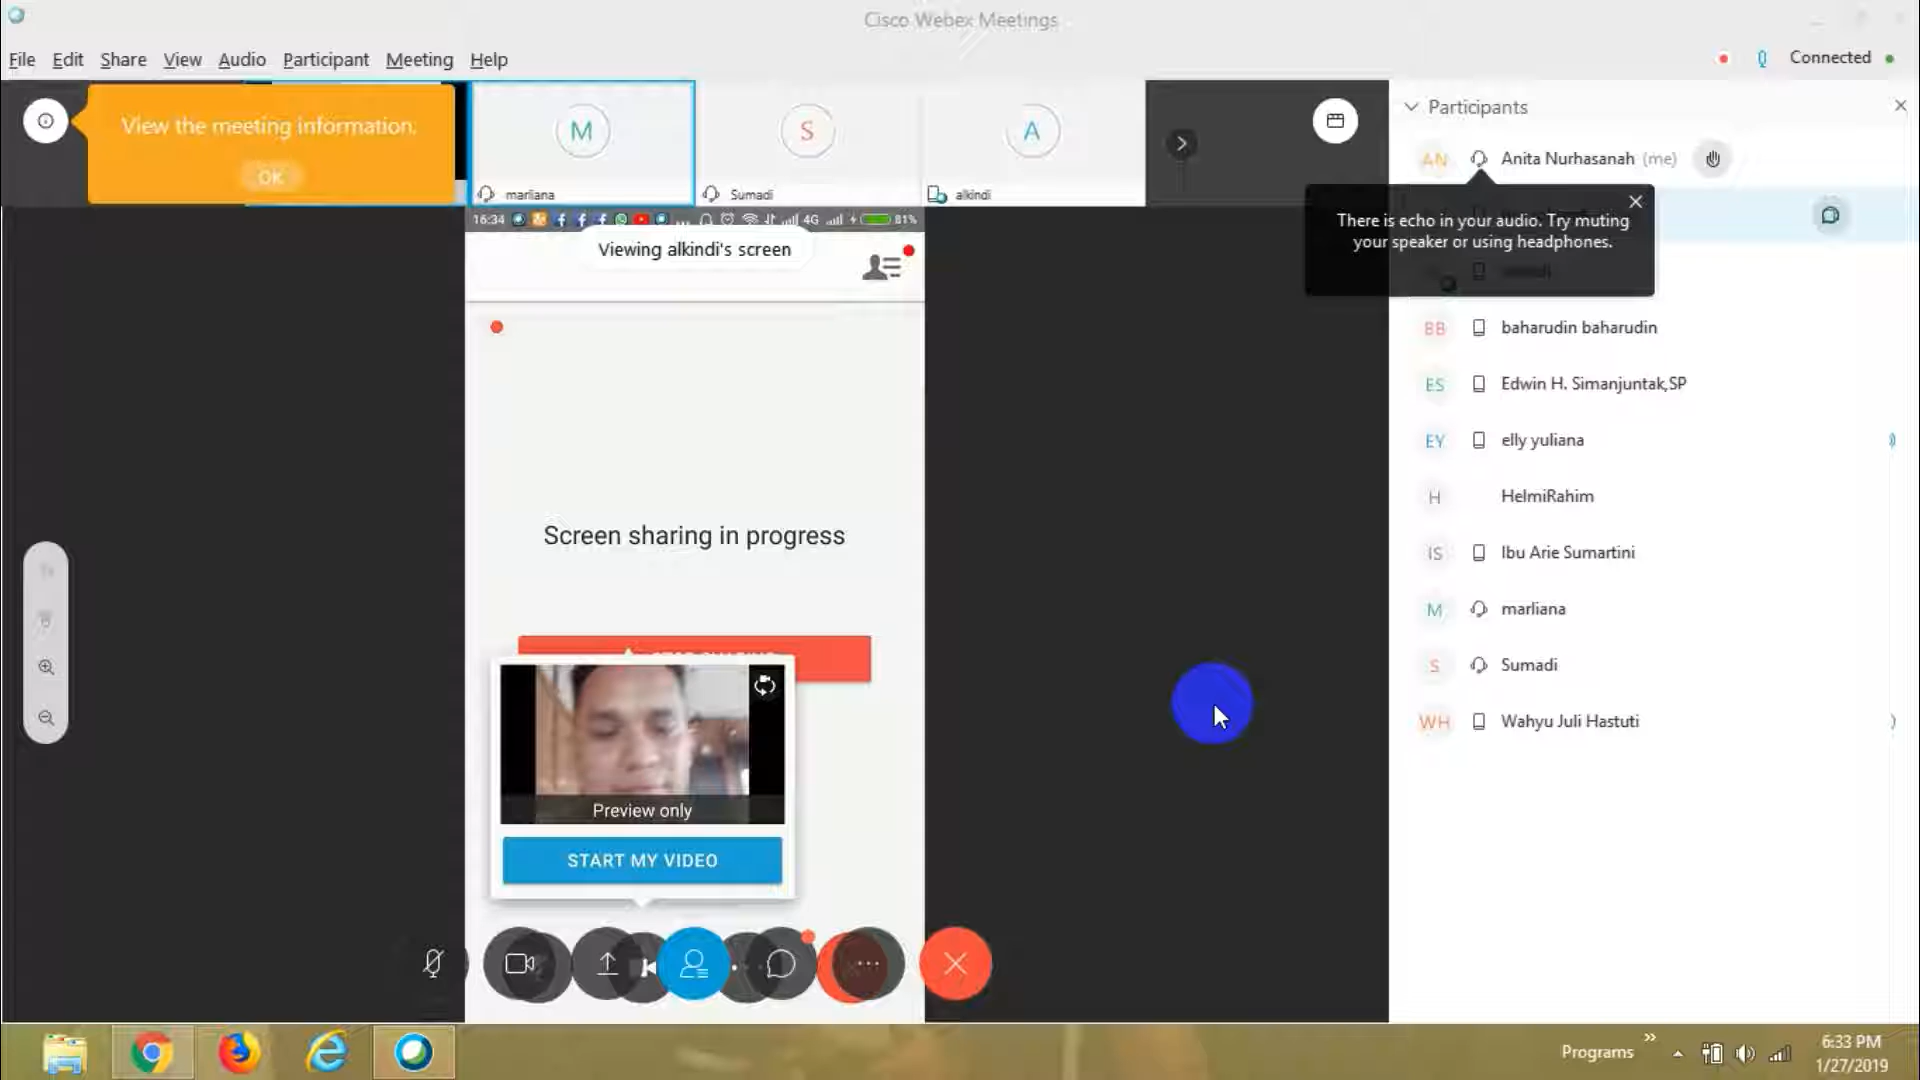 Cisco Webex Meetings
File Edit Share View Audio Participant Meeting Help
Connected
View the meeting information.
OK
M
marliana
S
Sumadi
A
alkindi
16:34
4G
81%
Viewing alkindi's screen
Screen sharing in progress
Preview only
START MY VIDEO
Participants
AN Anita Nurhasanah (me)
There is echo in your audio. Try muting
your speaker or using headphones.
BB baharudin baharudin
ES Edwin H. Simanjuntak,SP
EY elly yuliana
H HelmiRahim
IS Ibu Arie Sumartini
M marliana
S Sumadi
WH Wahyu Juli Hastuti
Programs
6:33 PM
1/27/2019